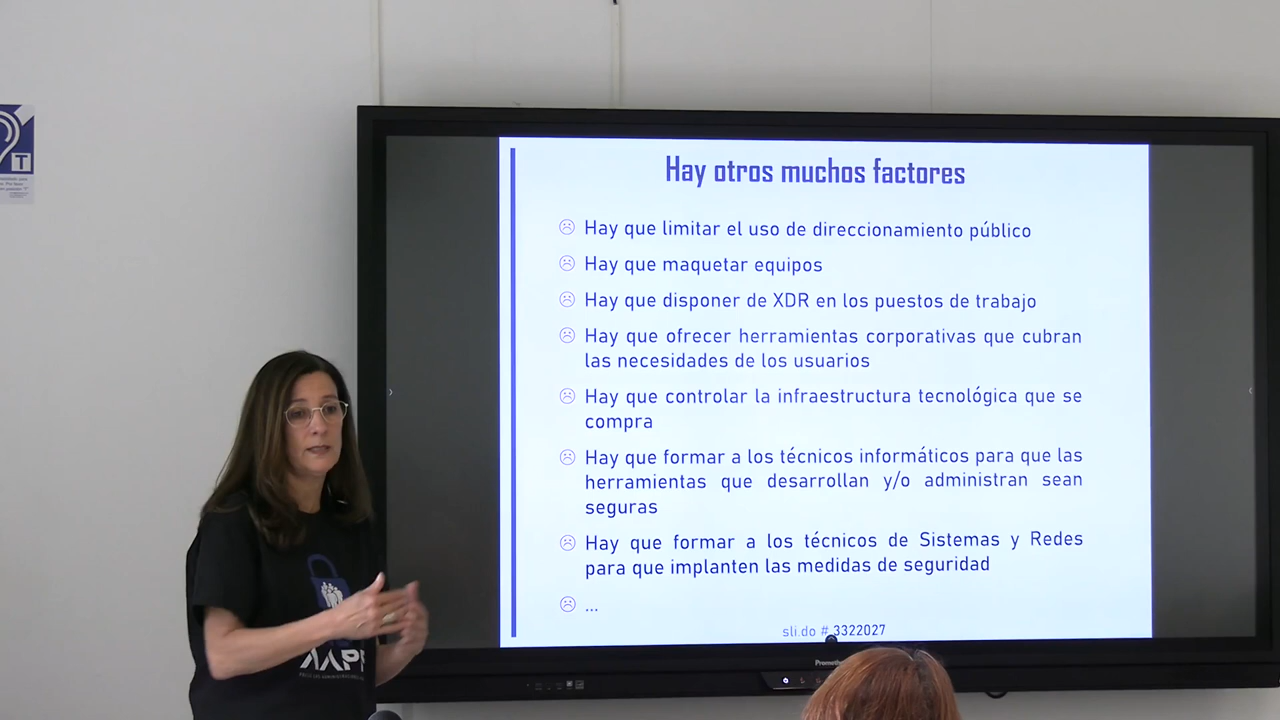 Hay otros muchos factores
Hay que limitar el uso de direccionamiento público
Hay que maquetar equipos
Hay que disponer de XDR en los puestos de trabajo
Hay que ofrecer herramientas corporativas que cubran
las necesidades de los usuarios
Hay que controlar la infraestructura tecnológica que se
compra
Hay que formar a los técnicos informáticos para que las
herramientas que desarrollan y/o administran sean
seguras
Hay que formar a los técnicos de Sistemas y Redes
para que implanten las medidas de seguridad
...
sli.do # 3322027
T